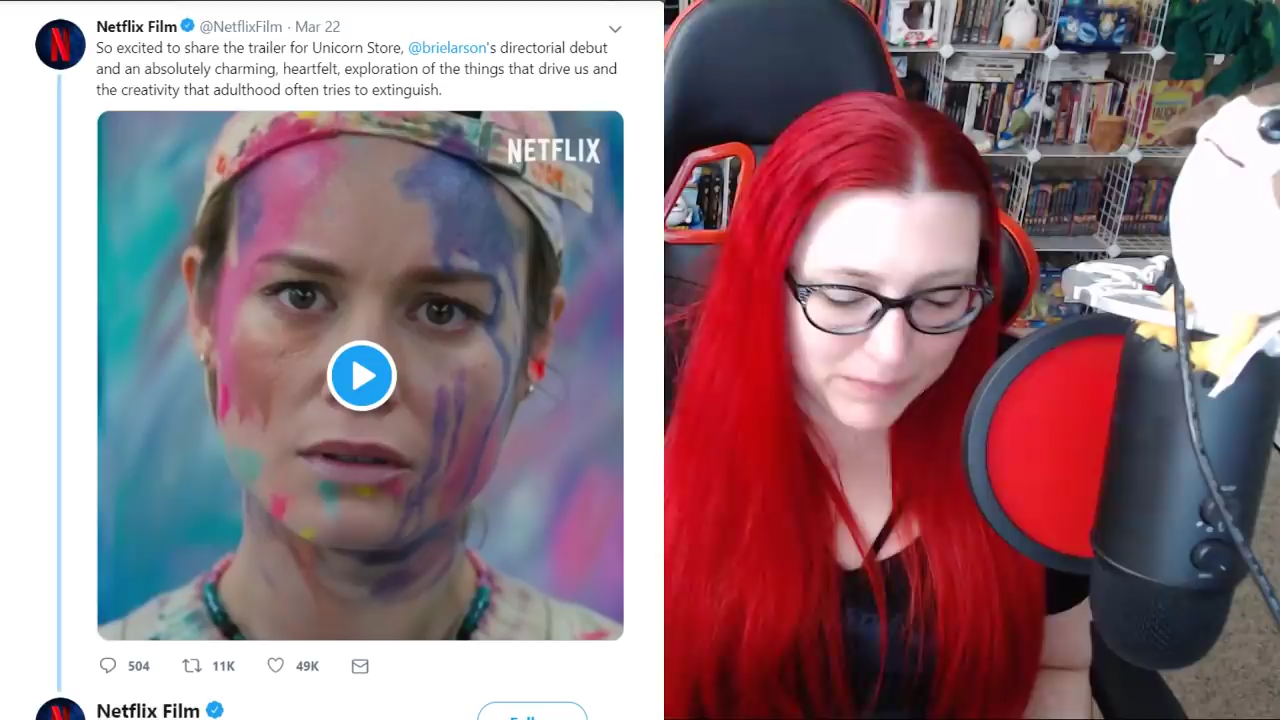 Netflix Film @NetflixFilm · Mar 22
So excited to share the trailer for Unicorn Store, @brielarson's directorial debut
and an absolutely charming, heartfelt, exploration of the things that drive us and
the creativity that adulthood often tries to extinguish.
NETFLIX
504 11K 49K
Netflix Film